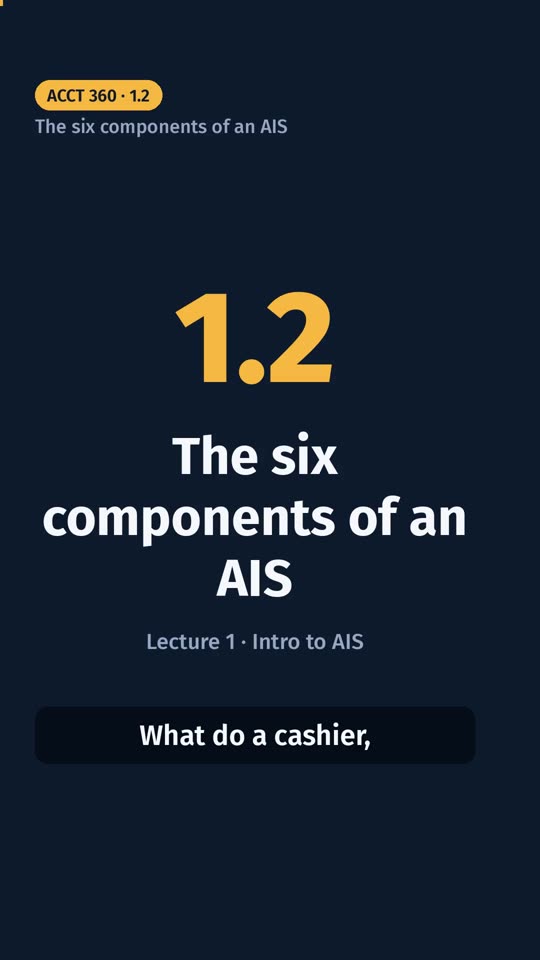 ACCT 360 · 1.2
The six components of an AIS
1.2
The six
components of an
AIS
Lecture 1 · Intro to AIS
What do a cashier,